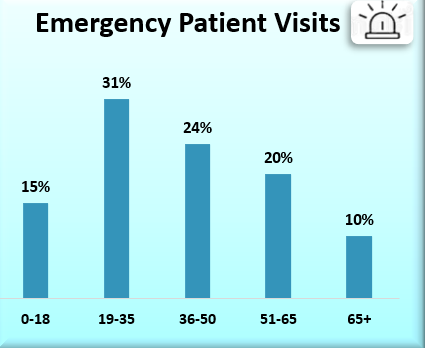 Emergency Patient Visits
31%
24%
20%
15%
10%
0-18 19-35 36-50 51-65 65+